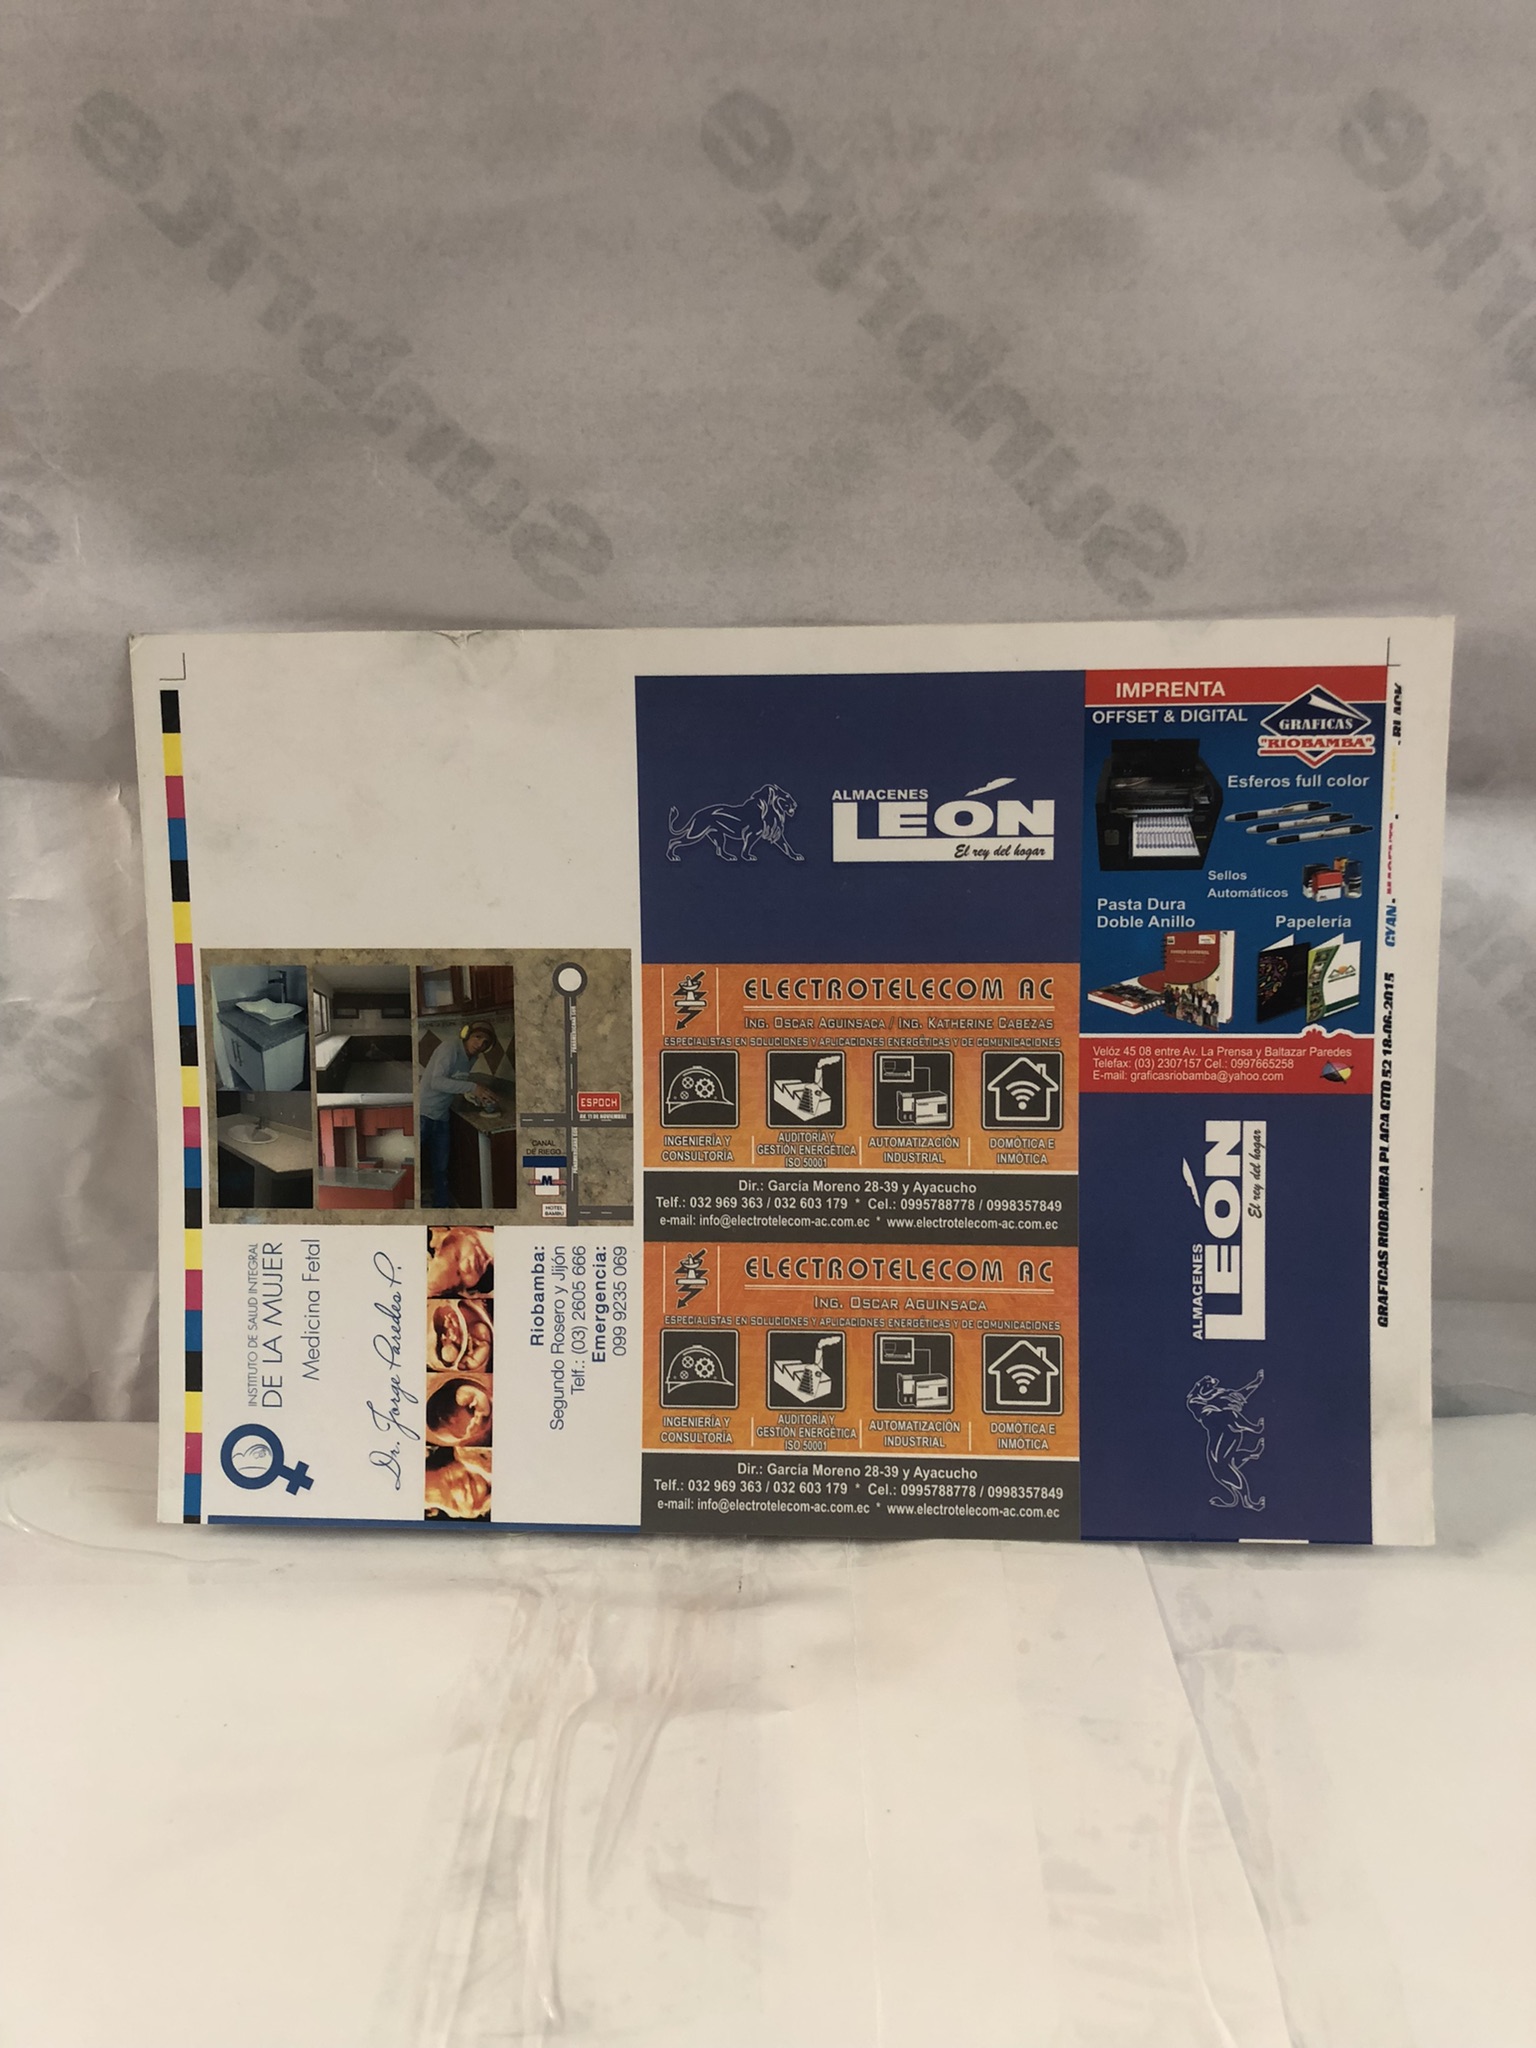 ALMACENES
LEÓN
El rey del hogar
IMPRENTA
OFFSET & DIGITAL
GRAFICAS
"RIOBAMBA"
Esferos full color
Sellos
Automáticos
Pasta Dura
Doble Anillo
Papelería
Velóz 45 08 entre Av. La Prensa y Baltazar Paredes
Telefax: (03) 2307157 Cel.: 0997665258
E-mail: graficasriobamba@yahoo.com
ELECTROTELECOM AC
ING. OSCAR AGUINSACA / ING. KATHERINE CABEZAS
ESPECIALISTAS EN SOLUCIONES Y APLICACIONES ENERGÉTICAS Y DE COMUNICACIONES
INGENIERÍA Y
CONSULTORÍA
AUDITORÍA Y
GESTIÓN ENERGÉTICA
ISO 50001
AUTOMATIZACIÓN
INDUSTRIAL
DOMÓTICA E
INMÓTICA
Dir.: García Moreno 28-39 y Ayacucho
Telf.: 032 969 363 / 032 603 179 * Cel.: 0995788778 / 0998357849
e-mail: info@electrotelecom-ac.com.ec * www.electrotelecom-ac.com.ec
ELECTROTELECOM AC
ING. OSCAR AGUINSACA
ESPECIALISTAS EN SOLUCIONES Y APLICACIONES ENERGÉTICAS Y DE COMUNICACIONES
INGENIERÍA Y
CONSULTORÍA
AUDITORÍA Y
GESTIÓN ENERGÉTICA
ISO 50001
AUTOMATIZACIÓN
INDUSTRIAL
DOMÓTICA E
INMÓTICA
Dir.: García Moreno 28-39 y Ayacucho
Telf.: 032 969 363 / 032 603 179 * Cel.: 0995788778 / 0998357849
e-mail: info@electrotelecom-ac.com.ec * www.electrotelecom-ac.com.ec
ALMACENES
LEÓN
El rey del hogar
ESPOCH
AV 11 DE NOVIEMBRE
CANAL
DE RIEGO
M
HOTEL
BAMBU
INSTITUTO DE SALUD INTEGRAL
DE LA MUJER
Medicina Fetal
Dr. Jorge Paredes P.
Riobamba:
Segundo Rosero y Jijón
Telf.: (03) 2605 666
Emergencia:
099 9235 069
GRAFICAS RIOBAMBA PLACA GTO 52 18-06-2015 CYAN - BLACK